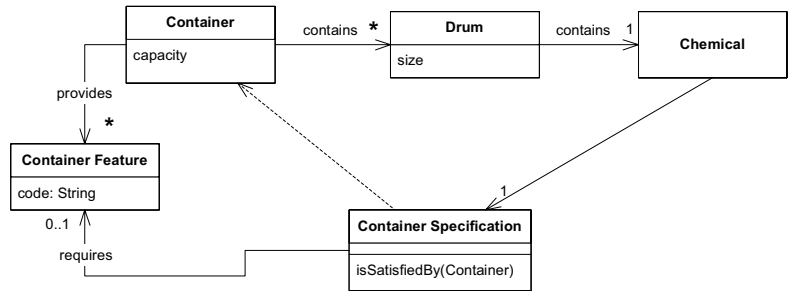 Container
capacity
contains
*
Drum
size
contains
1
Chemical
provides
*
Container Feature
code: String
0..1
requires
1
Container Specification
isSatisfiedBy(Container)